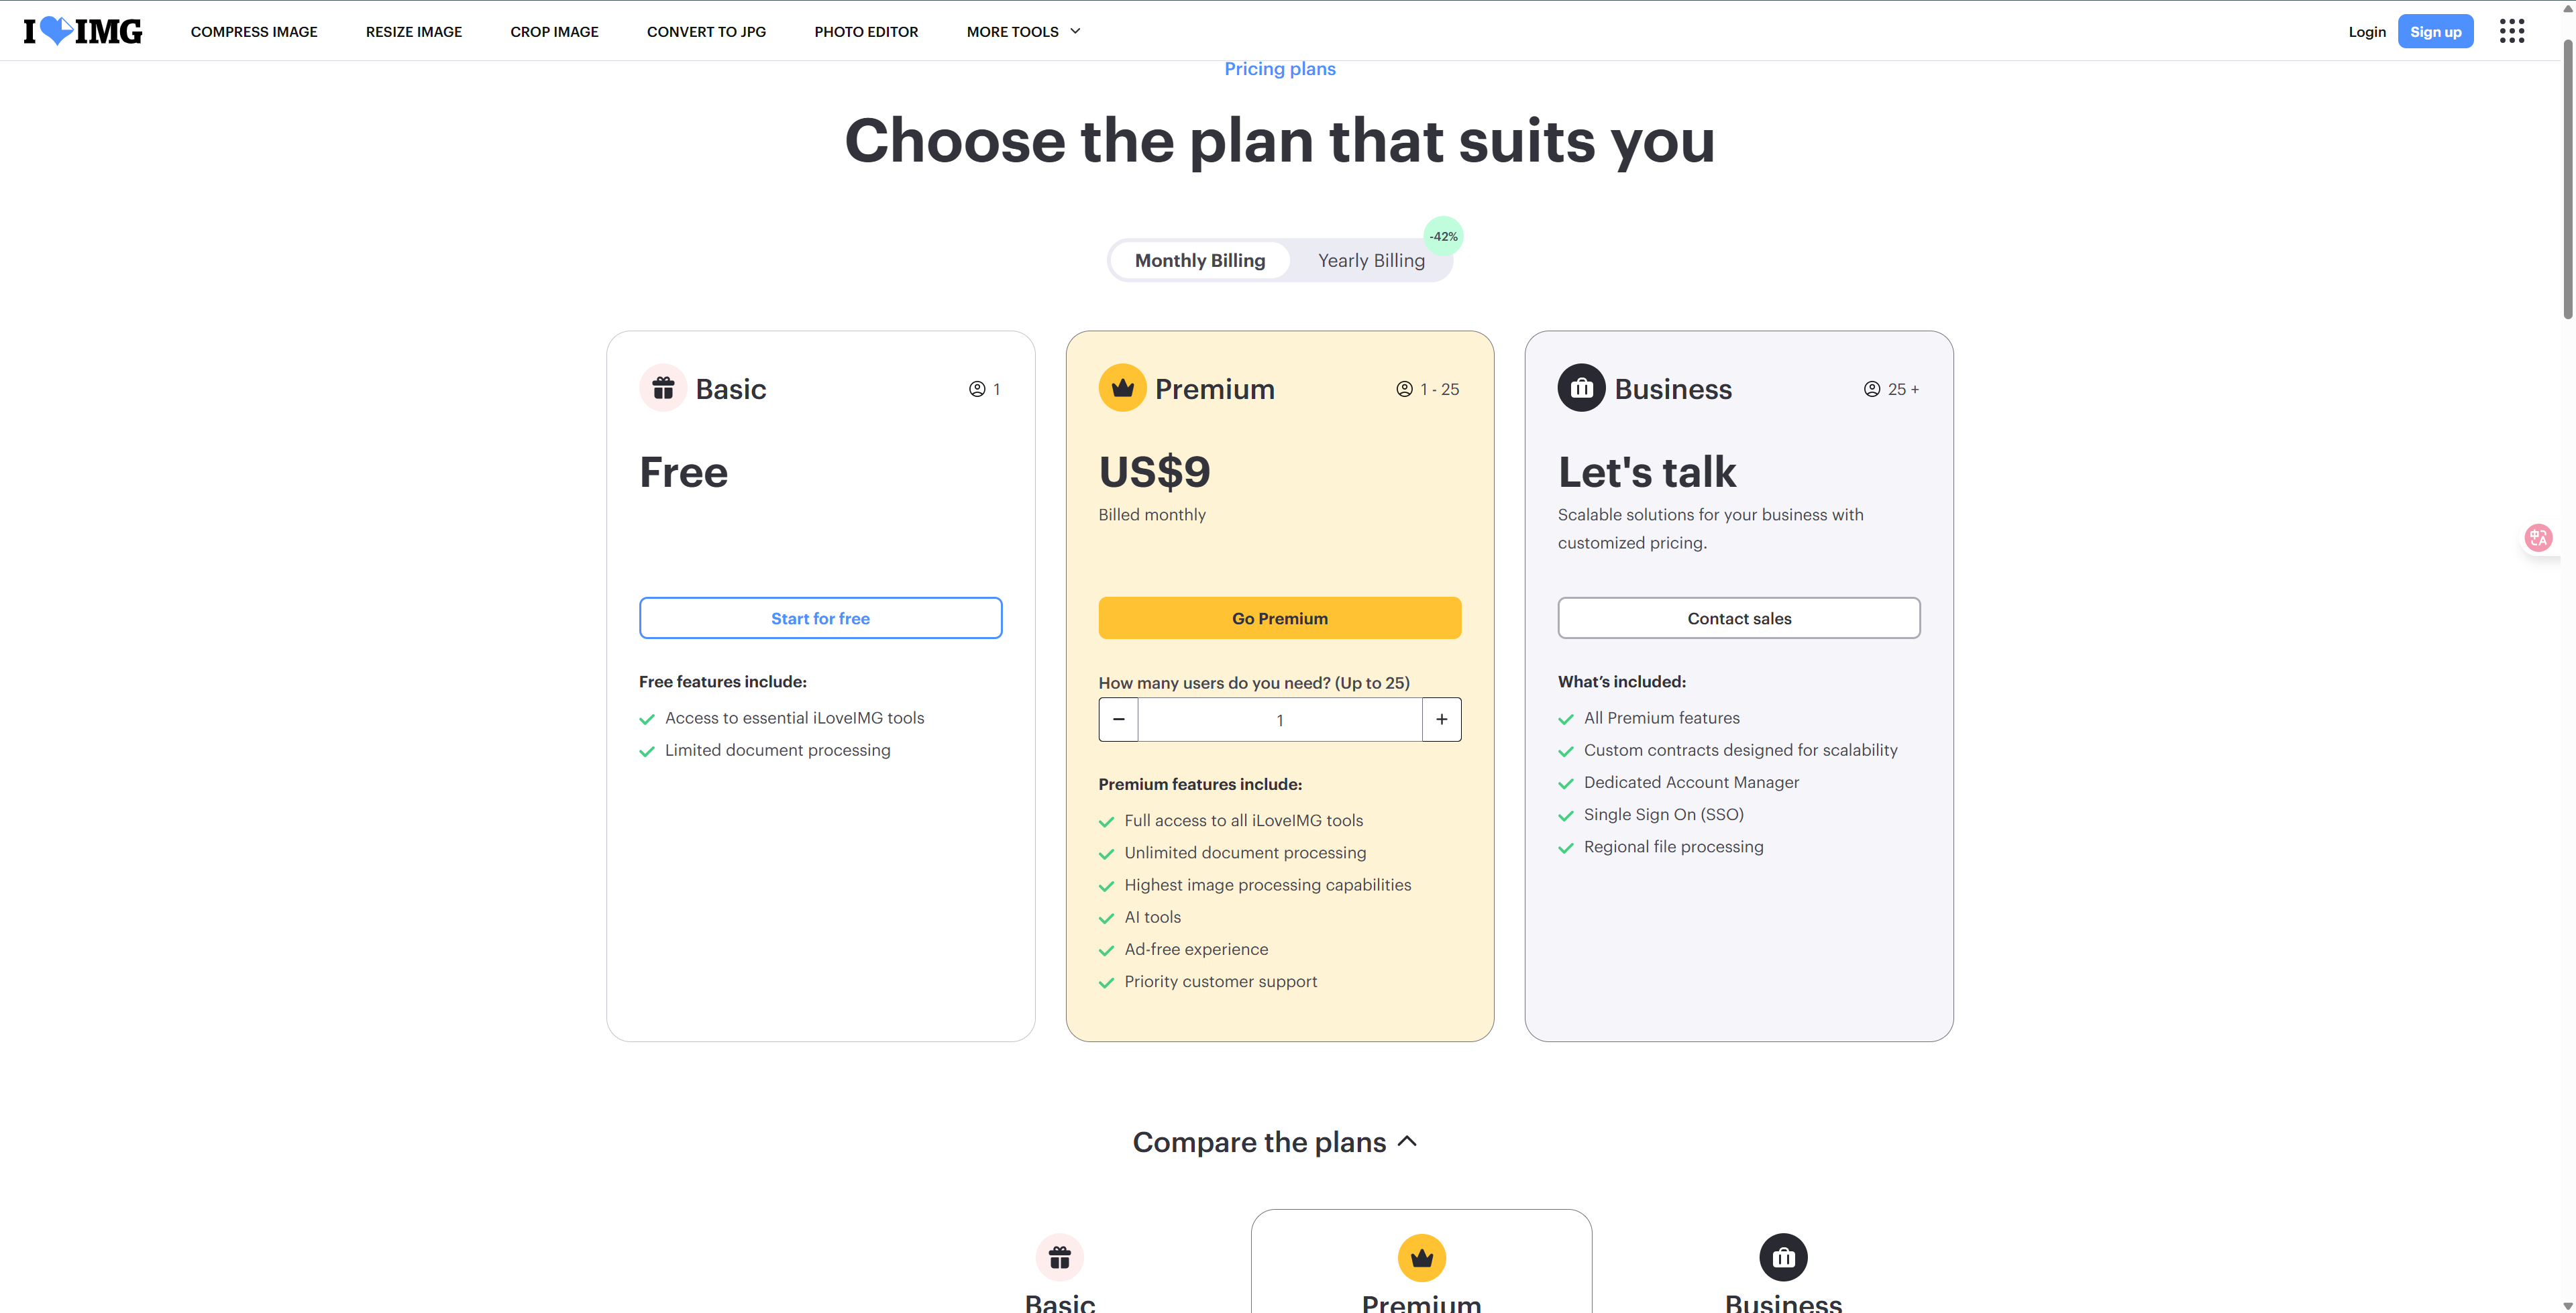 I IMG
COMPRESS IMAGE
RESIZE IMAGE
CROP IMAGE
CONVERT TO JPG
PHOTO EDITOR
MORE TOOLS
Login
Sign up
Pricing plans
Choose the plan that suits you
Monthly Billing
Yearly Billing
-42%
Basic
1
Free
Start for free
Free features include:
Access to essential iLoveIMG tools
Limited document processing
Premium
1 - 25
US$9
Billed monthly
Go Premium
How many users do you need? (Up to 25)
− 1 +
Premium features include:
Full access to all iLoveIMG tools
Unlimited document processing
Highest image processing capabilities
AI tools
Ad-free experience
Priority customer support
Business
25 +
Let's talk
Scalable solutions for your business with
customized pricing.
Contact sales
What’s included:
All Premium features
Custom contracts designed for scalability
Dedicated Account Manager
Single Sign On (SSO)
Regional file processing
中A
Compare the plans
Basic
Premium
Business